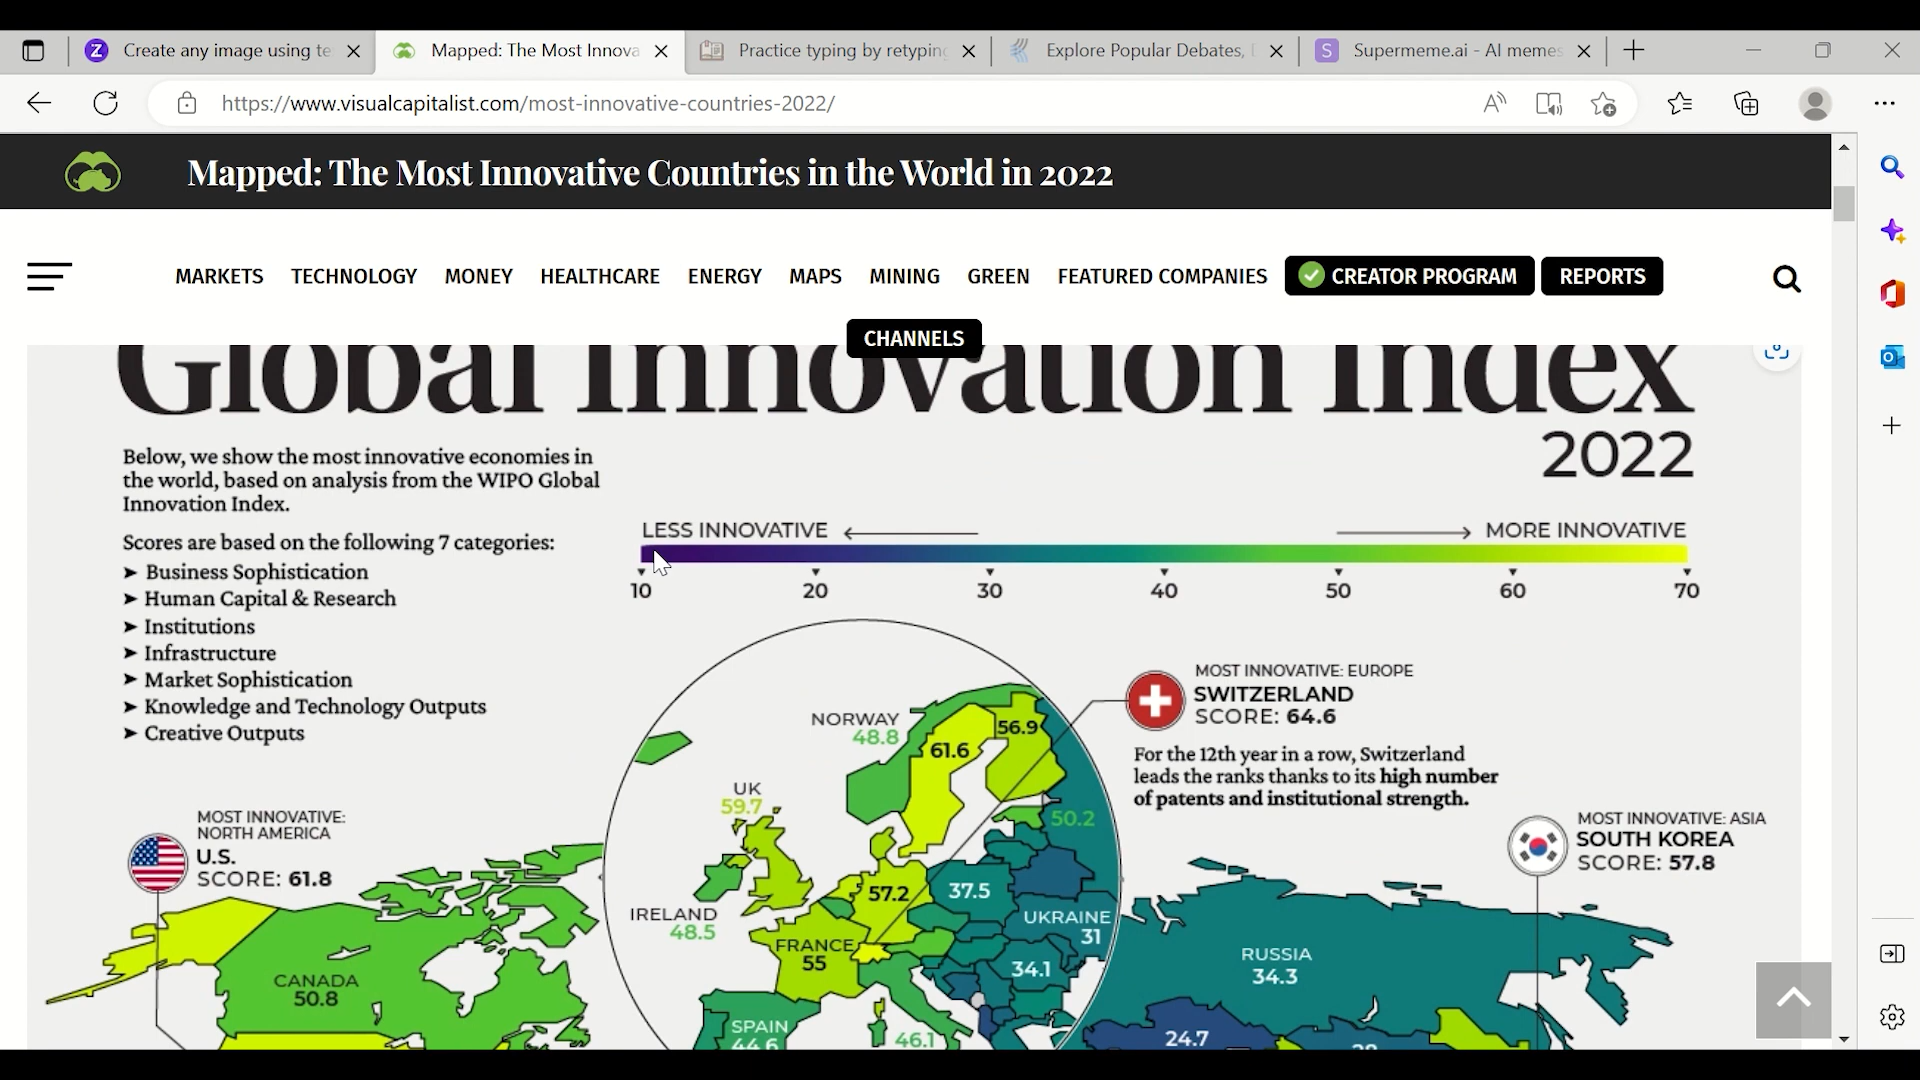 Create any image using te
Mapped: The Most Innova
Practice typing by retyping
Explore Popular Debates,
Supermeme.ai - AI memes
https://www.visualcapitalist.com/most-innovative-countries-2022/
Mapped: The Most Innovative Countries in the World in 2022
MARKETS TECHNOLOGY MONEY HEALTHCARE ENERGY MAPS MINING GREEN FEATURED COMPANIES CREATOR PROGRAM REPORTS
CHANNELS
Global Innovation Index
2022
Below, we show the most innovative economies in
the world, based on analysis from the WIPO Global
Innovation Index.
Scores are based on the following 7 categories:
➤ Business Sophistication
➤ Human Capital & Research
➤ Institutions
➤ Infrastructure
➤ Market Sophistication
➤ Knowledge and Technology Outputs
➤ Creative Outputs
LESS INNOVATIVE
MORE INNOVATIVE
10 20 30 40 50 60 70
MOST INNOVATIVE: EUROPE
SWITZERLAND
SCORE: 64.6
For the 12th year in a row, Switzerland
leads the ranks thanks to its high number
of patents and institutional strength.
NORWAY
48.8
61.6
56.9
UK
59.7
50.2
MOST INNOVATIVE:
NORTH AMERICA
U.S.
SCORE: 61.8
MOST INNOVATIVE: ASIA
SOUTH KOREA
SCORE: 57.8
57.2
37.5
IRELAND
48.5
UKRAINE
31
FRANCE
55
34.1
RUSSIA
34.3
CANADA
50.8
SPAIN
44.6
46.1
24.7